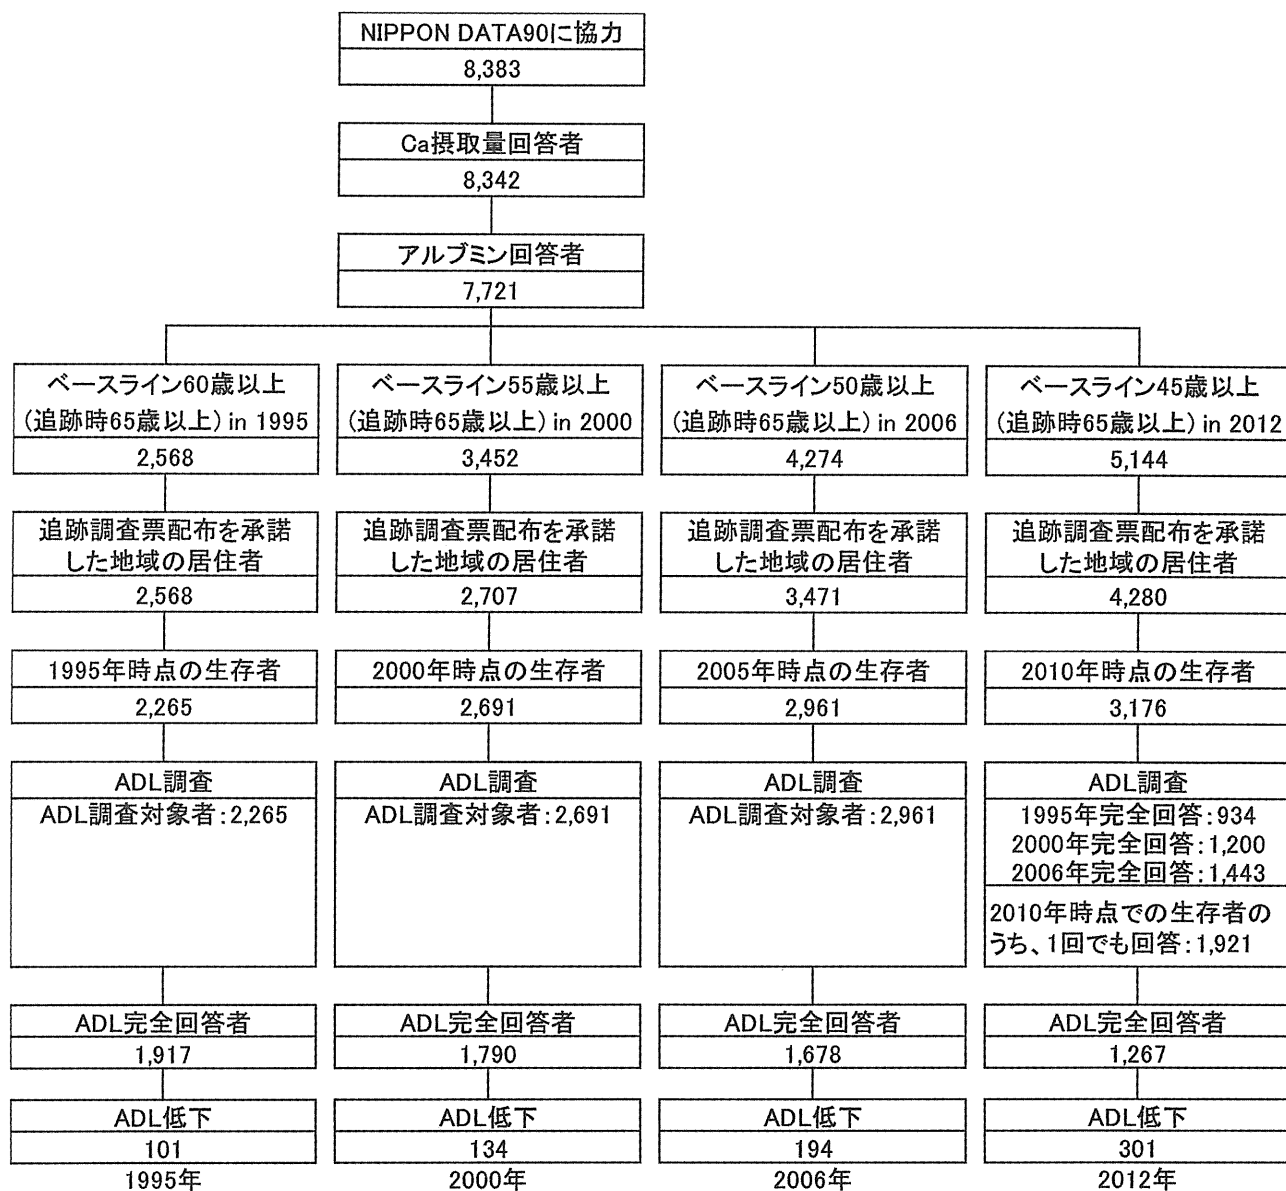 NIPPON DATA90に協力
8,383
Ca摂取量回答者
8,342
アルブミン回答者
7,721
ベースライン60歳以上
(追跡時65歳以上) in 1995
2,568
追跡調査票配布を承諾
した地域の居住者
2,568
1995年時点の生存者
2,265
ADL調査
ADL調査対象者:2,265
ADL完全回答者
1,917
ADL低下
101
1995年
ベースライン55歳以上
(追跡時65歳以上) in 2000
3,452
追跡調査票配布を承諾
した地域の居住者
2,707
2000年時点の生存者
2,691
ADL調査
ADL調査対象者:2,691
ADL完全回答者
1,790
ADL低下
134
2000年
ベースライン50歳以上
(追跡時65歳以上) in 2006
4,274
追跡調査票配布を承諾
した地域の居住者
3,471
2005年時点の生存者
2,961
ADL調査
ADL調査対象者:2,961
ADL完全回答者
1,678
ADL低下
194
2006年
ベースライン45歳以上
(追跡時65歳以上) in 2012
5,144
追跡調査票配布を承諾
した地域の居住者
4,280
2010年時点の生存者
3,176
ADL調査
1995年完全回答:934
2000年完全回答:1,200
2006年完全回答:1,443
2010年時点での生存者の
うち、1回でも回答:1,921
ADL完全回答者
1,267
ADL低下
301
2012年